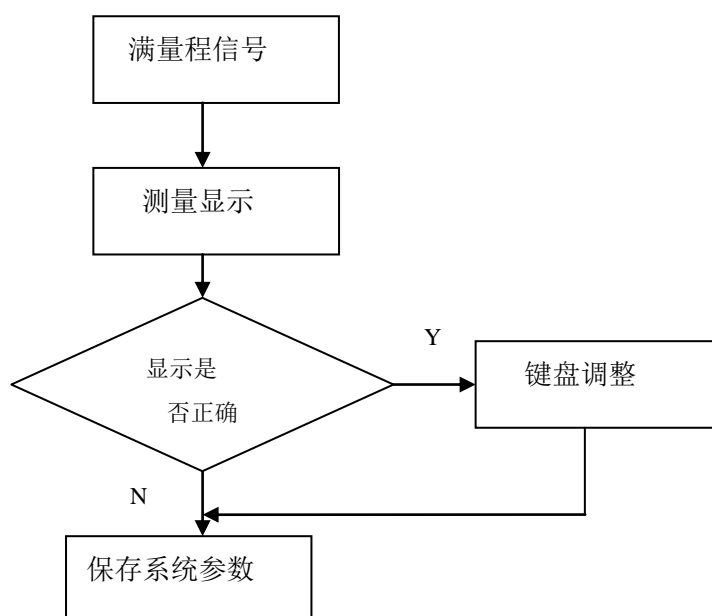 满量程信号
测量显示
显示是
否正确
Y
键盘调整
N
保存系统参数